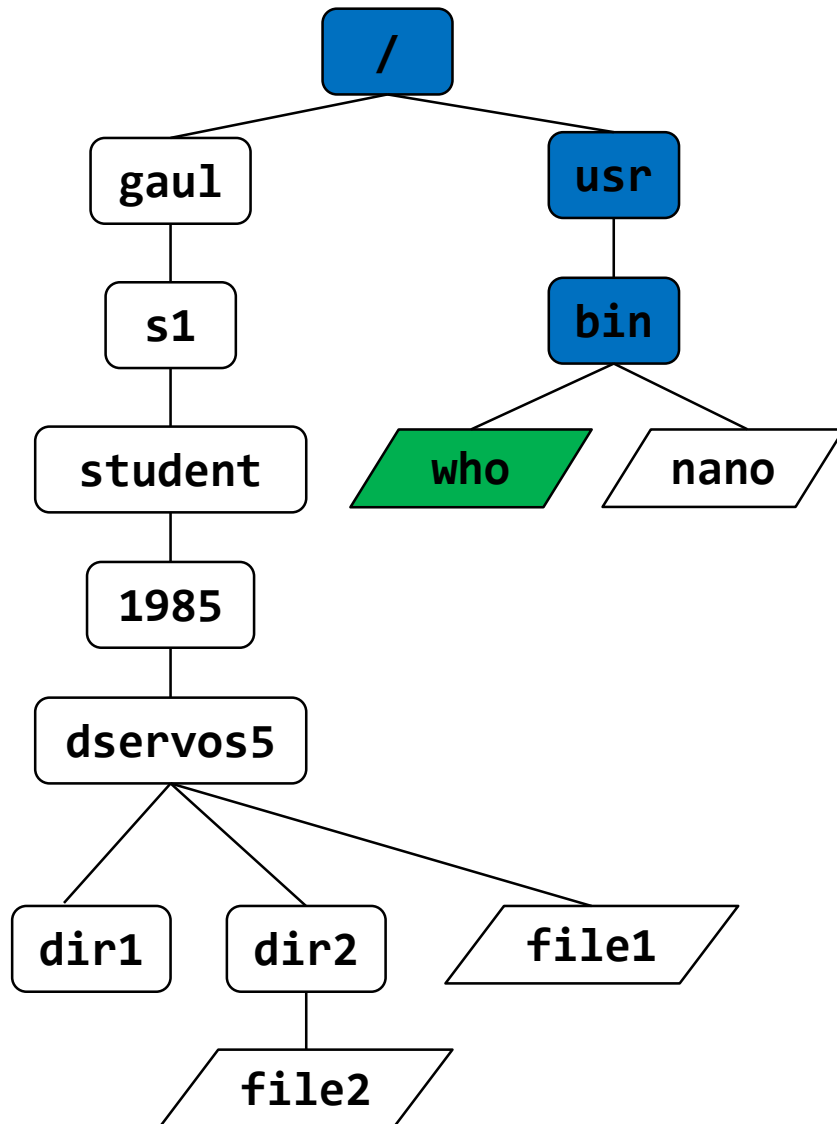 /
gaul
usr
s1
bin
student
who
nano
1985
dservos5
dir1
dir2
file1
file2